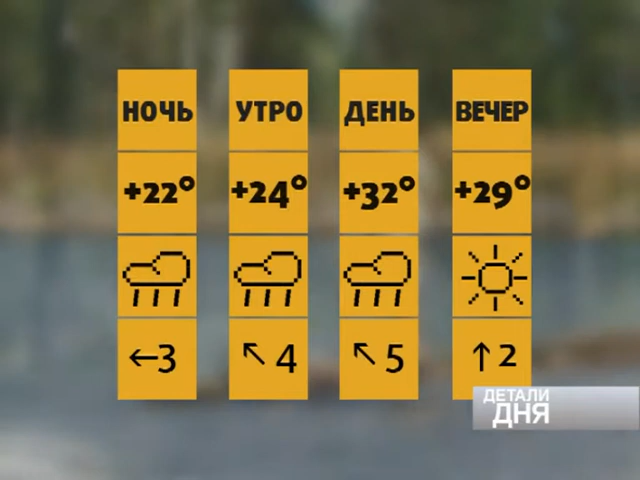 НОЧЬ УТРО ДЕНЬ ВЕЧЕР
+22° +24° +32° +29°
←3 ↖4 ↖5 ↑2
ДЕТАЛИ
ДНЯ